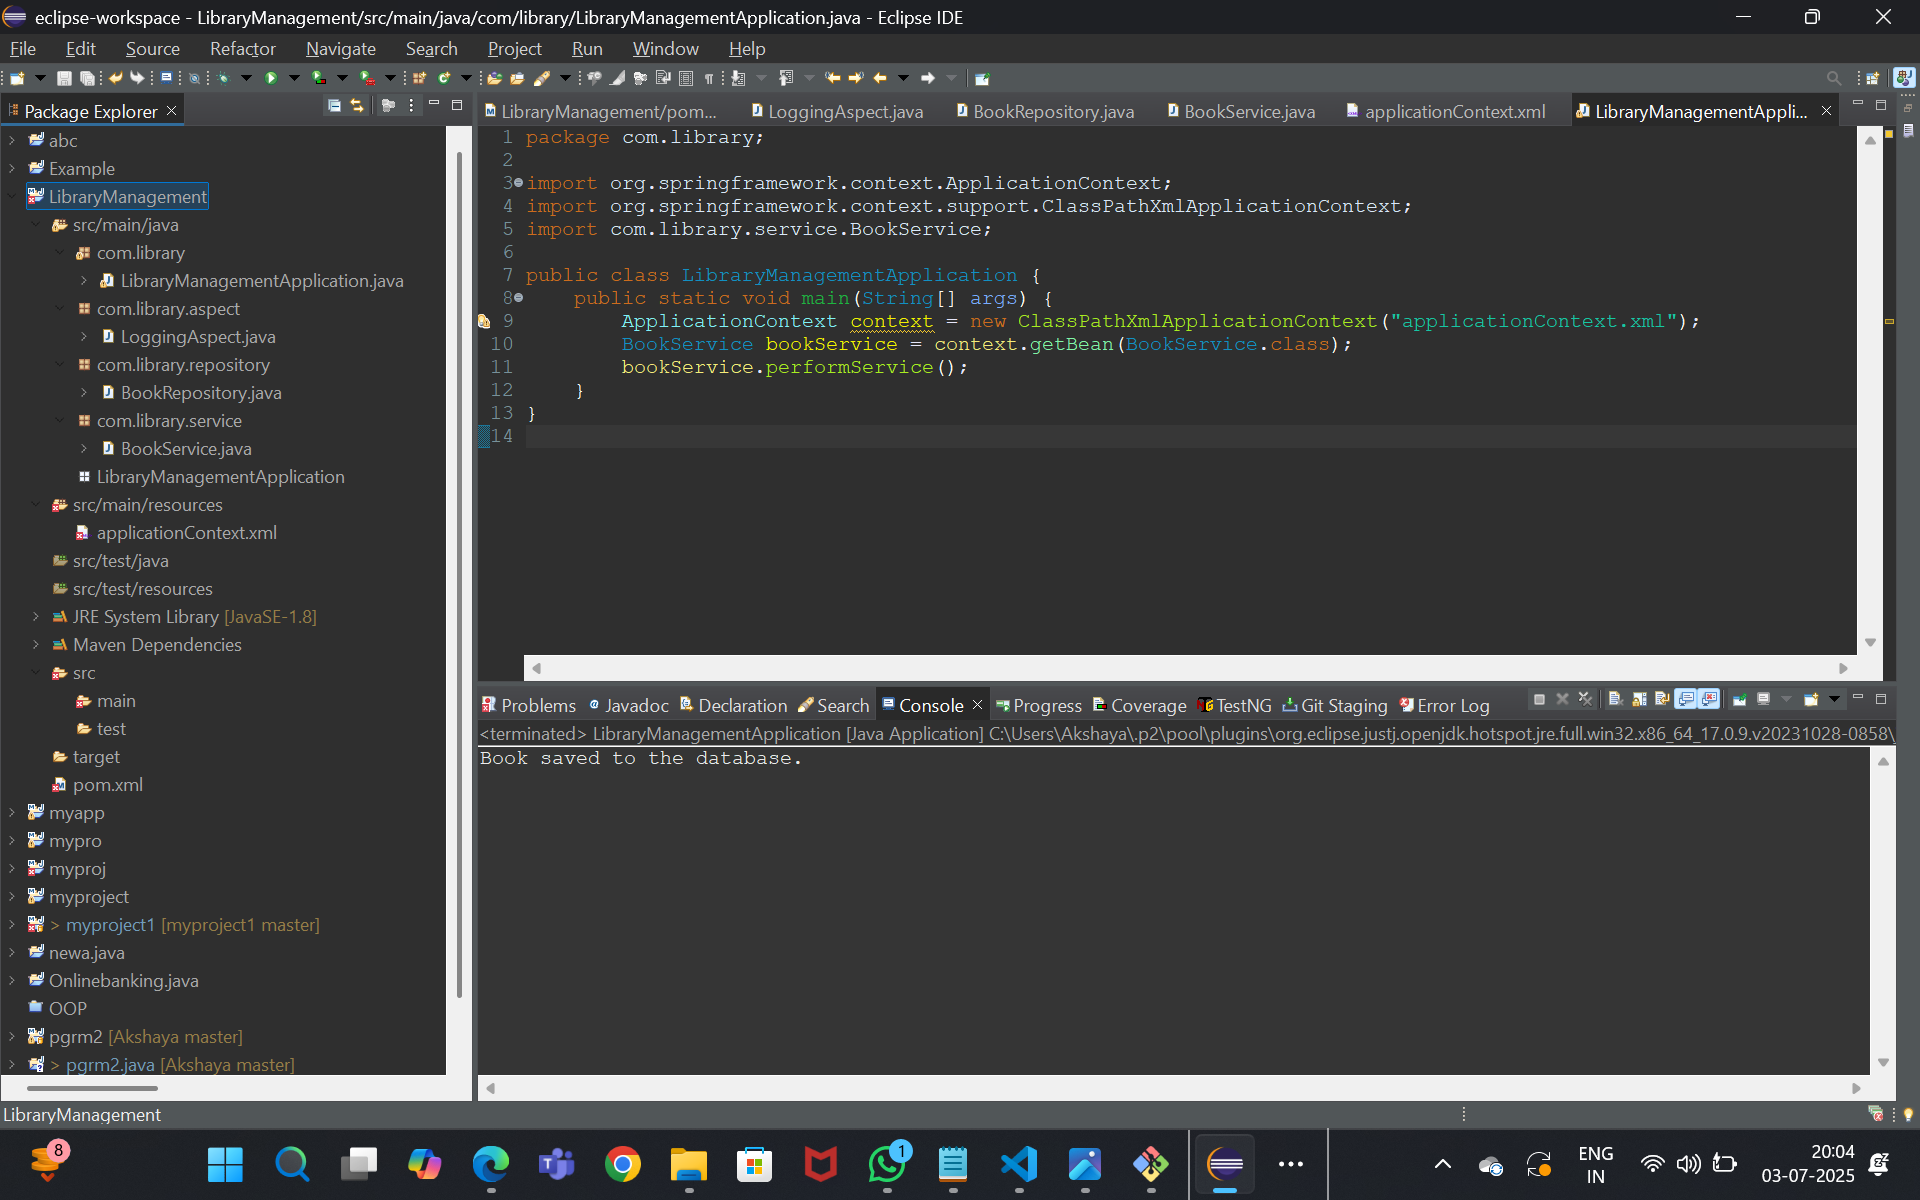 eclipse-workspace - LibraryManagement/src/main/java/com/library/LibraryManagementApplication.java - Eclipse IDE
File Edit Source Refactor Navigate Search Project Run Window Help
Package Explorer
abc
Example
LibraryManagement
src/main/java
com.library
LibraryManagementApplication.java
com.library.aspect
LoggingAspect.java
com.library.repository
BookRepository.java
com.library.service
BookService.java
LibraryManagementApplication
src/main/resources
applicationContext.xml
src/test/java
src/test/resources
JRE System Library [JavaSE-1.8]
Maven Dependencies
src
main
test
target
pom.xml
myapp
mypro
myproj
myproject
> myproject1 [myproject1 master]
newa.java
Onlinebanking.java
OOP
pgrm2 [Akshaya master]
> pgrm2.java [Akshaya master]
LibraryManagement/pom... LoggingAspect.java BookRepository.java BookService.java applicationContext.xml LibraryManagementAppli...
1 package com.library;
2
3 import org.springframework.context.ApplicationContext;
4 import org.springframework.context.support.ClassPathXmlApplicationContext;
5 import com.library.service.BookService;
6
7 public class LibraryManagementApplication {
8 public static void main(String[] args) {
9 ApplicationContext context = new ClassPathXmlApplicationContext("applicationContext.xml");
10 BookService bookService = context.getBean(BookService.class);
11 bookService.performService();
12 }
13 }
14
Problems Javadoc Declaration Search Console Progress Coverage TestNG Git Staging Error Log
<terminated> LibraryManagementApplication [Java Application] C:\Users\Akshaya\.p2\pool\plugins\org.eclipse.justj.openjdk.hotspot.jre.full.win32.x86_64_17.0.9.v20231028-0858\
Book saved to the database.
LibraryManagement
8
1
ENG
IN
20:04
03-07-2025